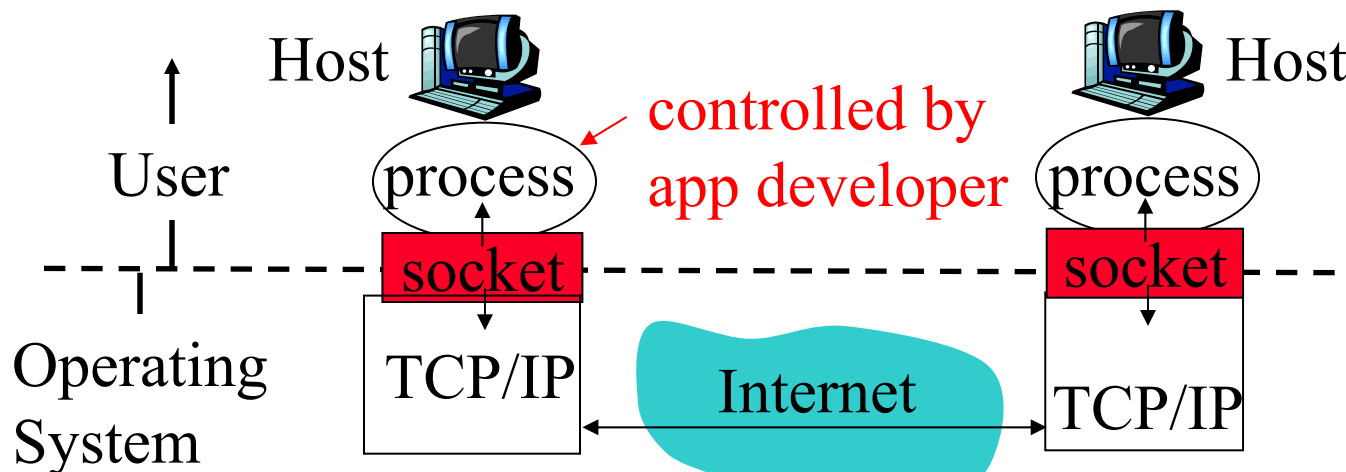 Host
Host
controlled by
app developer
User
process
process
socket
socket
Operating
System
TCP/IP
Internet
TCP/IP